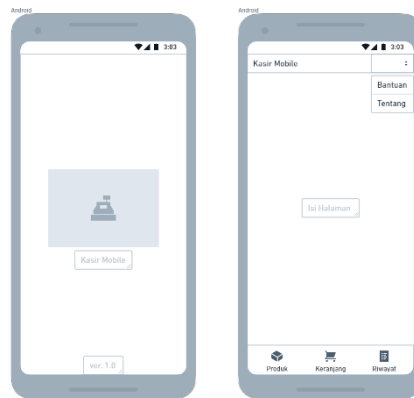 Android
3:03
Kasir Mobile
ver. 1.0
Android
3:03
Kasir Mobile
Bantuan
Tentang
Isi Halaman
Produk
Keranjang
Riwayat